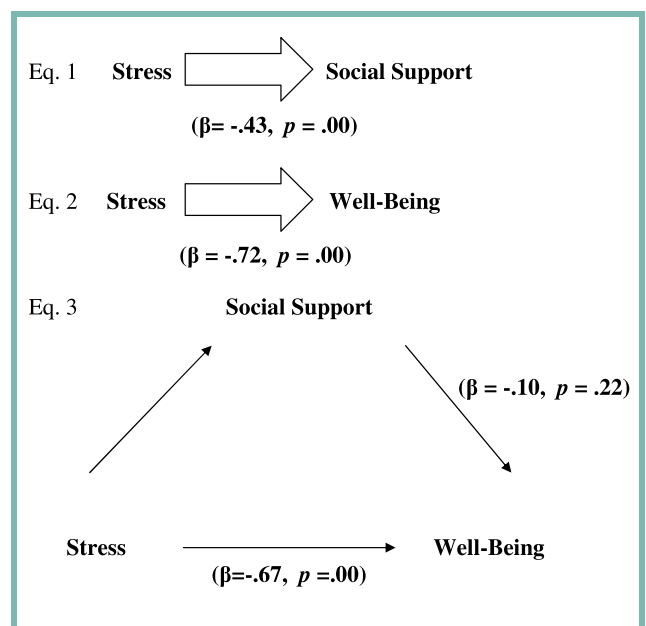 Eq. 1 Stress Social Support
(β= -.43, p = .00)
Eq. 2 Stress Well-Being
(β = -.72, p = .00)
Eq. 3 Social Support
(β = -.10, p = .22)
Stress Well-Being
(β=-.67, p =.00)